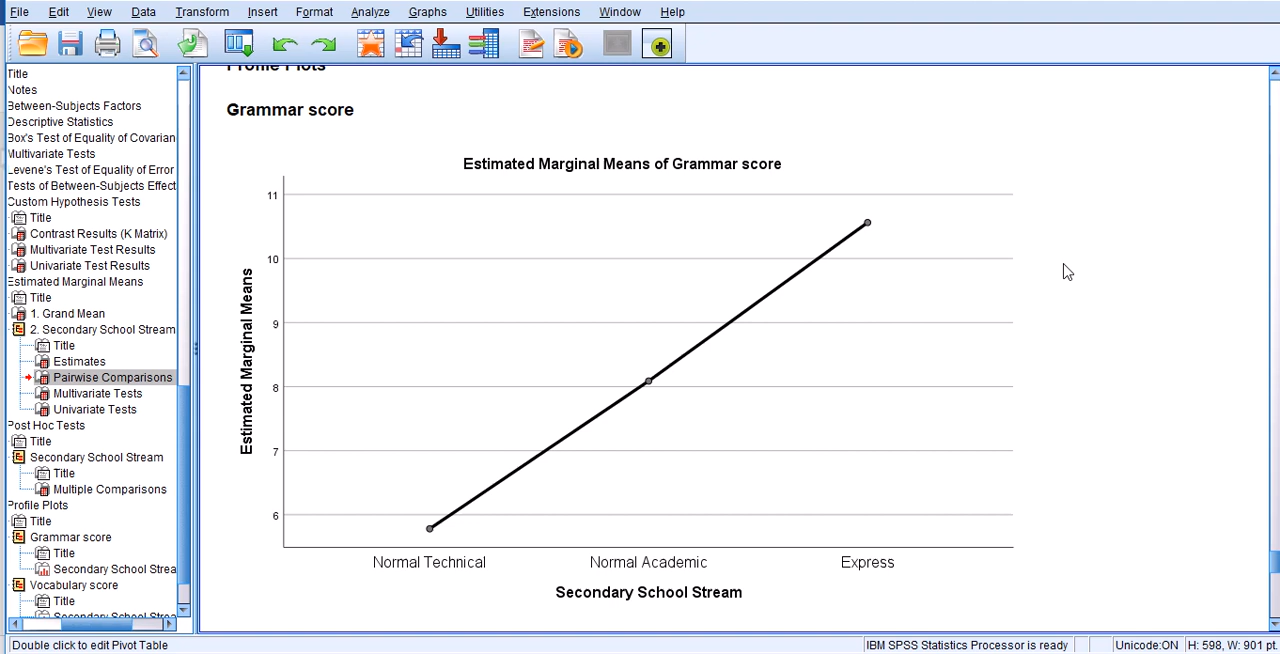 File Edit View Data Transform Insert Format Analyze Graphs Utilities Extensions Window Help
Title
Notes
Between-Subjects Factors
Descriptive Statistics
Box's Test of Equality of Covarian
Multivariate Tests
Levene's Test of Equality of Error
Tests of Between-Subjects Effect
Custom Hypothesis Tests
Title
Contrast Results (K Matrix)
Multivariate Test Results
Univariate Test Results
Estimated Marginal Means
Title
1. Grand Mean
2. Secondary School Stream
Title
Estimates
Pairwise Comparisons
Multivariate Tests
Univariate Tests
Post Hoc Tests
Title
Secondary School Stream
Title
Multiple Comparisons
Profile Plots
Title
Grammar score
Title
Secondary School Strea
Vocabulary score
Title
Secondary School Strea
Profile Plots
Grammar score
Estimated Marginal Means of Grammar score
Estimated Marginal Means
11
10
9
8
7
6
Normal Technical Normal Academic Express
Secondary School Stream
Double click to edit Pivot Table IBM SPSS Statistics Processor is ready Unicode:ON H: 598, W: 901 pt.